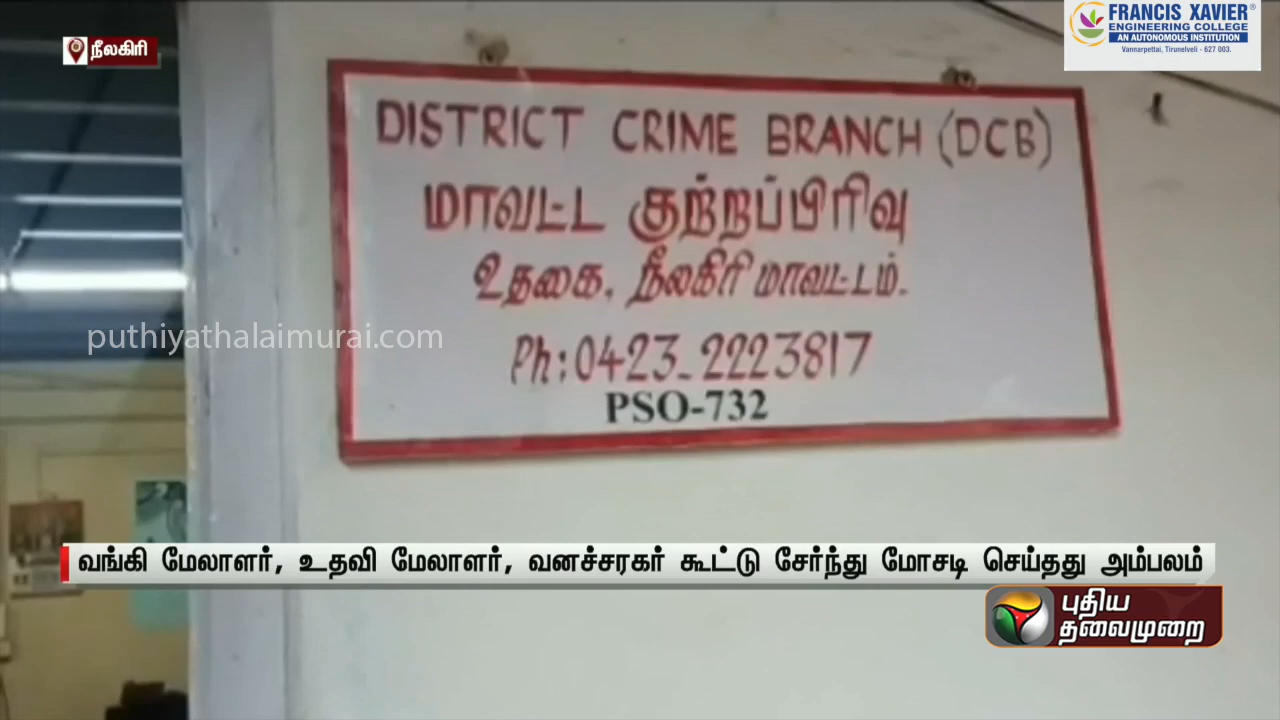 நீலகிரி
FRANCIS XAVIER®
ENGINEERING COLLEGE
AN AUTONOMOUS INSTITUTION
Vannarpettai, Tirunelveli - 627 003.
DISTRICT CRIME BRANCH (DCB)
மாவட்ட குற்றப்பிரிவு
உதகை, நீலகிரி மாவட்டம்.
Ph: 0423-2223817
PSO-732
puthiyathalaimurai.com
வங்கி மேலாளர், உதவி மேலாளர், வனச்சரகர் கூட்டு சேர்ந்து மோசடி செய்தது அம்பலம்
புதிய
தலைமுறை